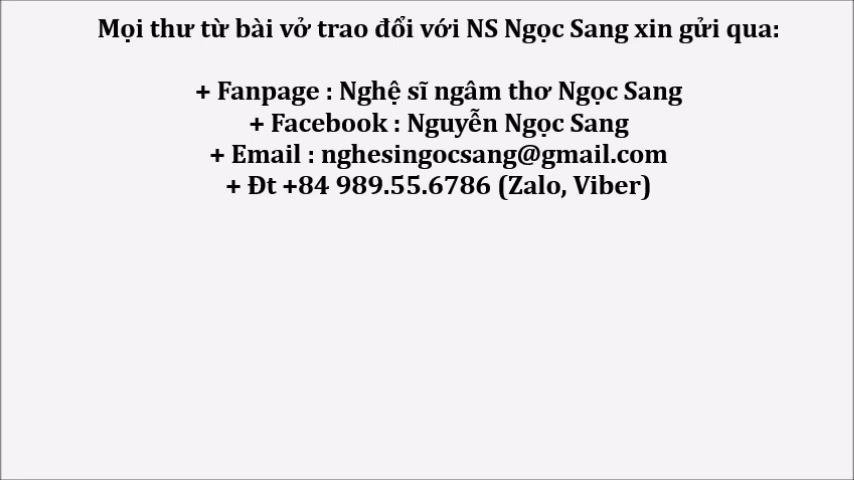 Mọi thư từ bài vở trao đổi với NS Ngọc Sang xin gửi qua:
+ Fanpage : Nghệ sĩ ngâm thơ Ngọc Sang
+ Facebook : Nguyễn Ngọc Sang
+ Email : nghesingocsang@gmail.com
+ Đt +84 989.55.6786 (Zalo, Viber)